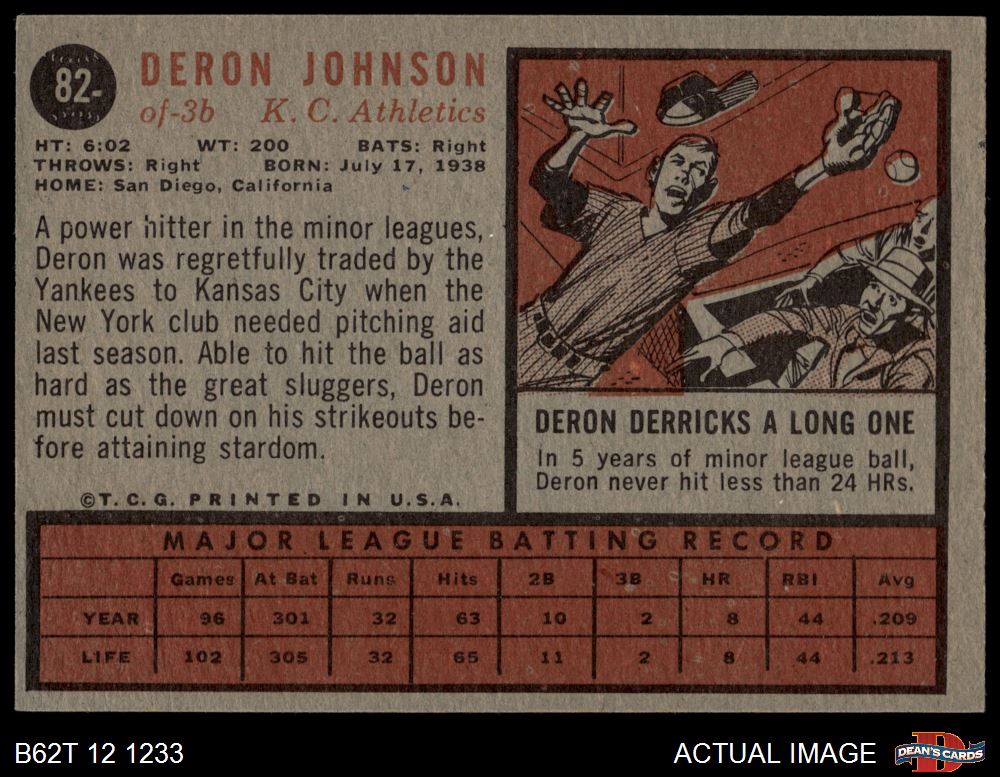 82-
DERON JOHNSON
of-3b K. C. Athletics
HT: 6:02 WT: 200 BATS: Right
THROWS: Right BORN: July 17, 1938
HOME: San Diego, California
A power hitter in the minor leagues,
Deron was regretfully traded by the
Yankees to Kansas City when the
New York club needed pitching aid
last season. Able to hit the ball as
hard as the great sluggers, Deron
must cut down on his strikeouts be-
fore attaining stardom.
©T.C.G. PRINTED IN U.S.A.
DERON DERRICKS A LONG ONE
In 5 years of minor league ball,
Deron never hit less than 24 HRs.
MAJOR LEAGUE BATTING RECORD
Games At Bat Runs Hits 2B 3B HR RBI Avg
YEAR 96 301 32 63 10 2 8 44 .209
LIFE 102 305 32 65 11 2 8 44 .213
B62T 12 1233 ACTUAL IMAGE
D
DEAN'S CARDS